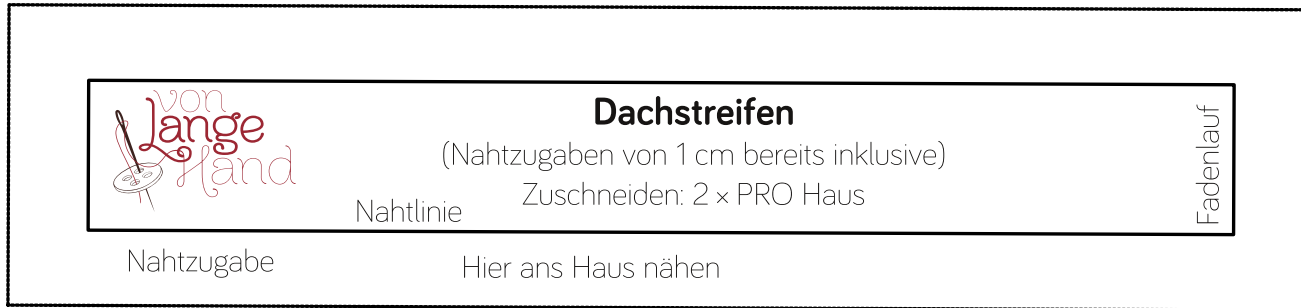 von
Lange
Hand
Dachstreifen
(Nahtzugaben von 1 cm bereits inklusive)
Zuschneiden: 2 × PRO Haus
Nahtlinie
Fadenlauf
Nahtzugabe
Hier ans Haus nähen